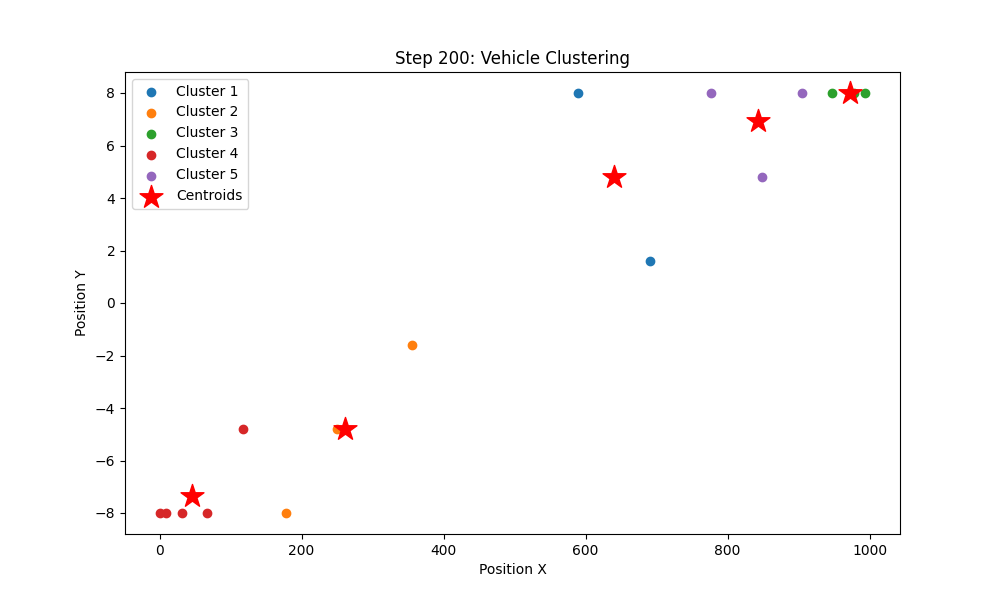 Step 200: Vehicle Clustering
Cluster 1
Cluster 2
Cluster 3
Cluster 4
Cluster 5
Centroids
Position Y
8
6
4
2
0
−2
−4
−6
−8
0 200 400 600 800 1000
Position X